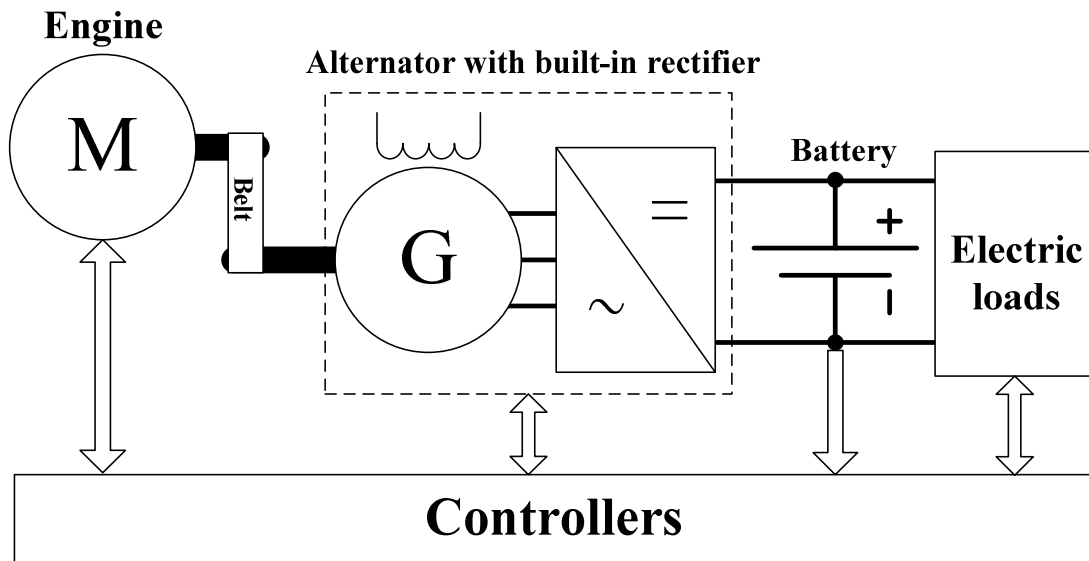 Engine
Alternator with built-in rectifier
M
Belt
G
=
~
Battery
+
−
Electric
loads
Controllers